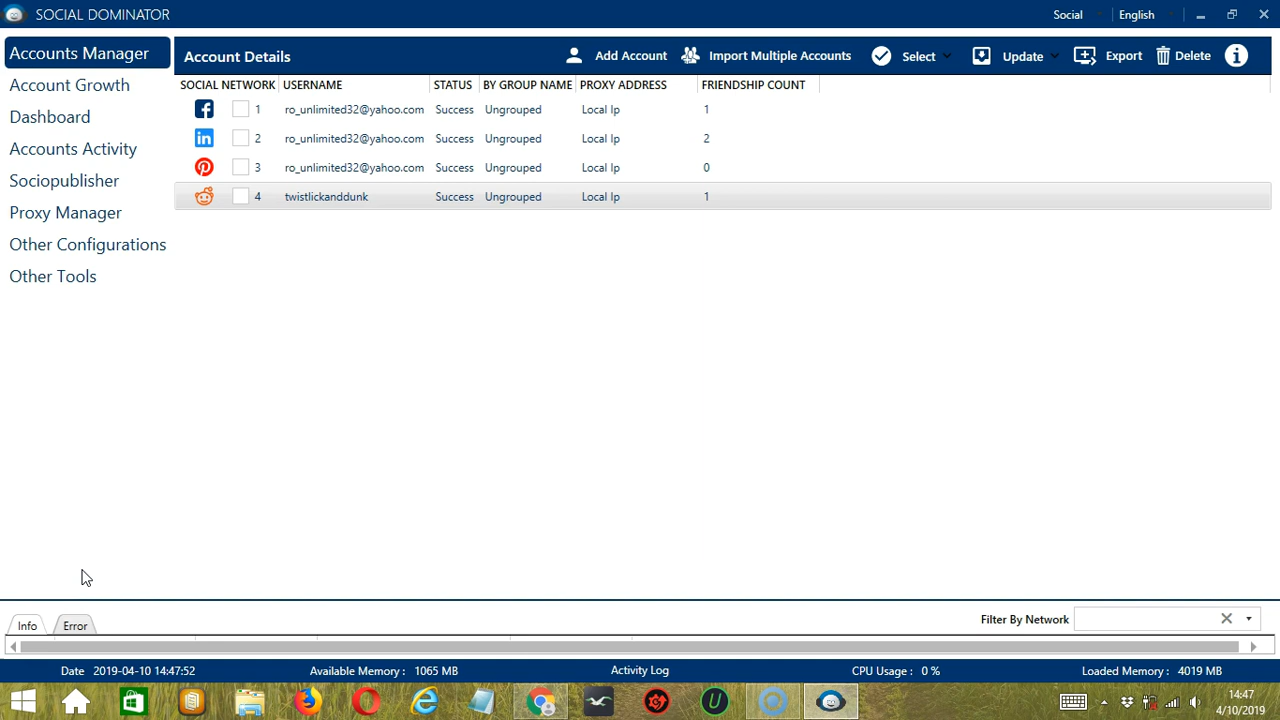 SOCIAL DOMINATOR Social English
Accounts Manager
Account Growth
Dashboard
Accounts Activity
Sociopublisher
Proxy Manager
Other Configurations
Other Tools
Account Details Add Account Import Multiple Accounts Select Update Export Delete
SOCIAL NETWORK USERNAME STATUS BY GROUP NAME PROXY ADDRESS FRIENDSHIP COUNT
1 ro_unlimited32@yahoo.com Success Ungrouped Local Ip 1
2 ro_unlimited32@yahoo.com Success Ungrouped Local Ip 2
3 ro_unlimited32@yahoo.com Success Ungrouped Local Ip 0
4 twistlickanddunk Success Ungrouped Local Ip 1
Info Error Filter By Network
Date 2019-04-10 14:47:52 Available Memory : 1065 MB Activity Log CPU Usage : 0 % Loaded Memory : 4019 MB
14:47
4/10/2019